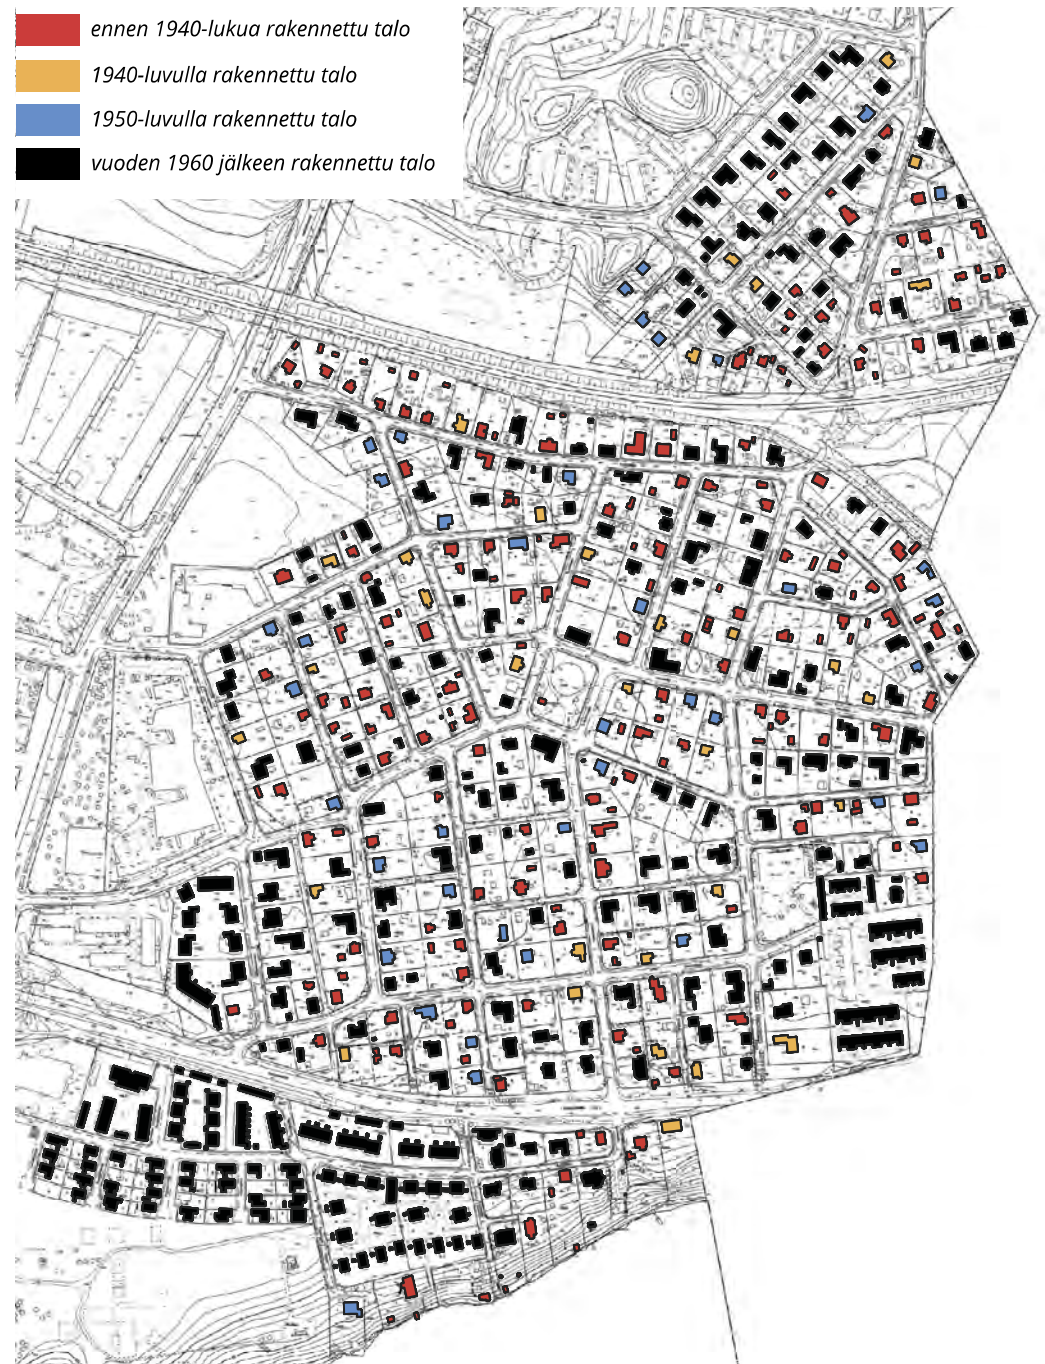 ennen 1940-lukua rakennettu talo
1940-luvulla rakennettu talo
1950-luvulla rakennettu talo
vuoden 1960 jälkeen rakennettu talo